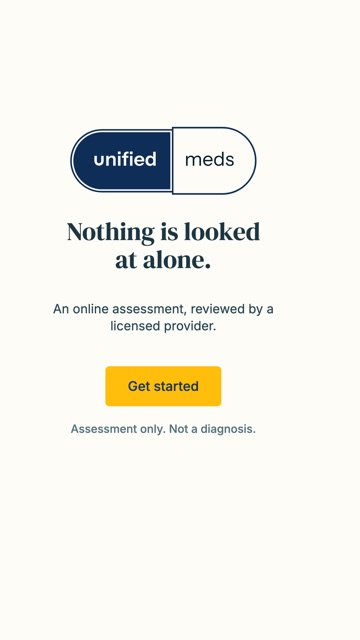 unified meds
Nothing is looked
at alone.
An online assessment, reviewed by a
licensed provider.
Get started
Assessment only. Not a diagnosis.